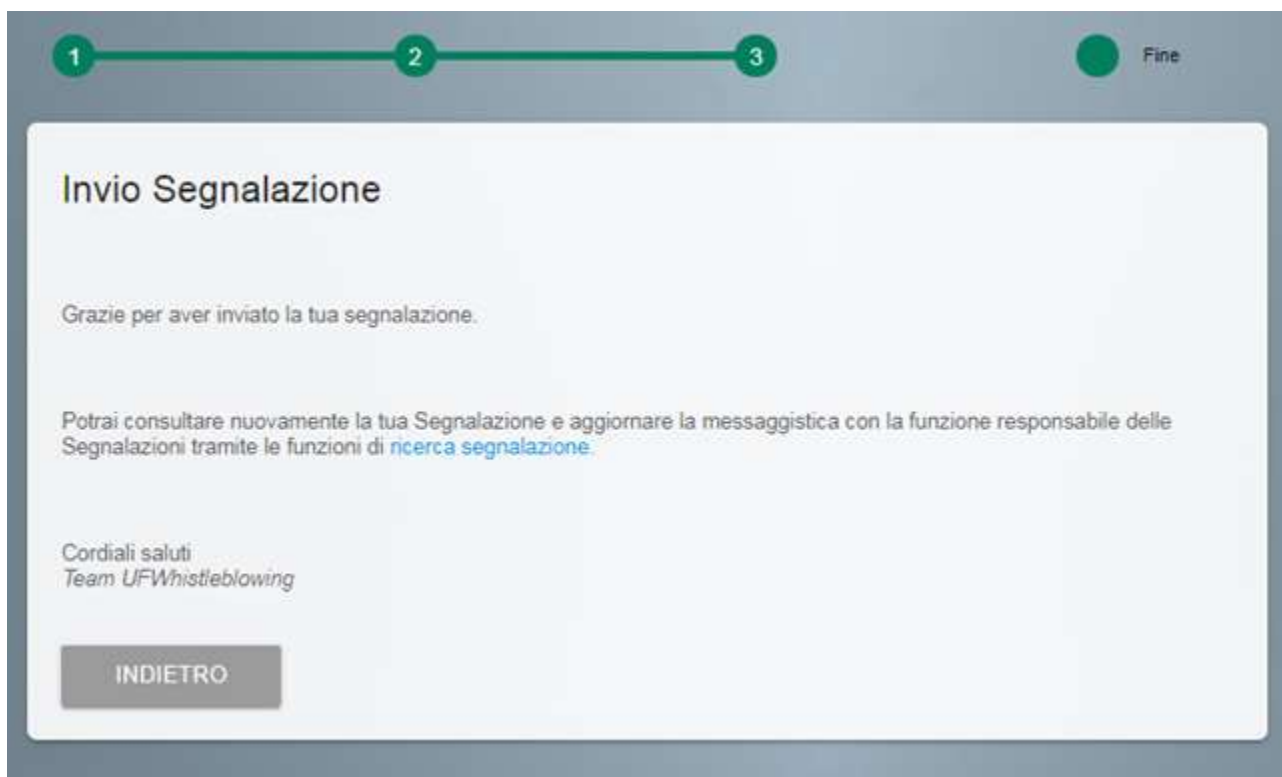 1 2 3 Fine
Invio Segnalazione
Grazie per aver inviato la tua segnalazione.
Potrai consultare nuovamente la tua Segnalazione e aggiornare la messaggistica con la funzione responsabile delle
Segnalazioni tramite le funzioni di ricerca segnalazione.
Cordiali saluti
Team UFWhistleblowing
INDIETRO